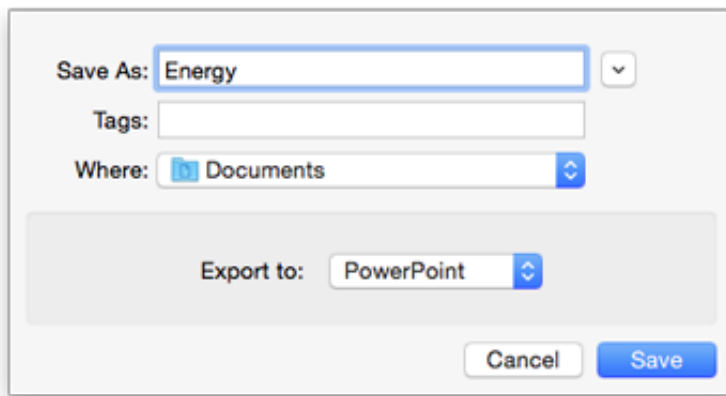 Save As: Energy
Tags:
Where: Documents
Export to: PowerPoint
Cancel Save